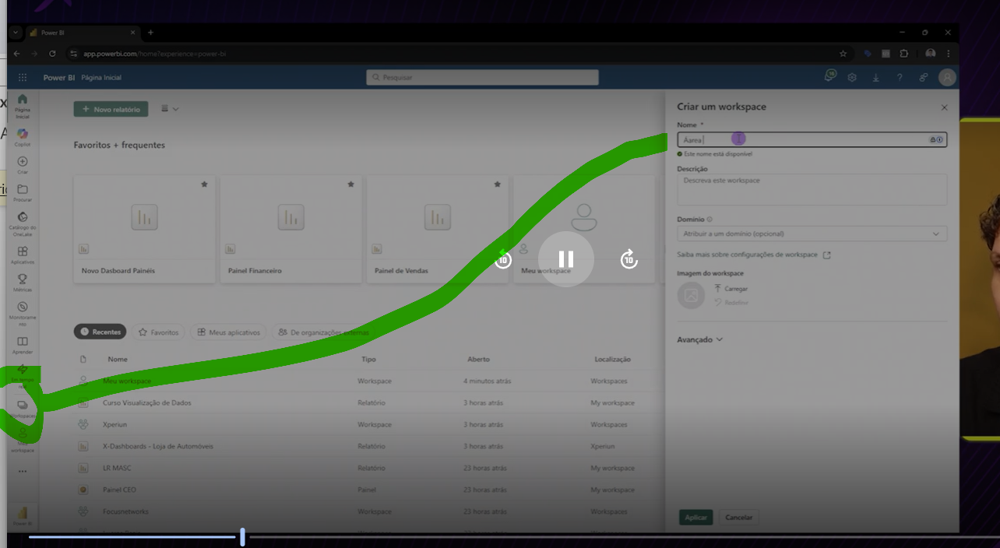 Power BI
app.powerbi.com/home?experience=power-bi
Power BI Página Inicial
Pesquisar
Página Inicial
Copilot
Criar
Procurar
Catálogo do OneLake
Aplicativos
Métricas
Monitoramento
Aprender
Em tempo real
Workspaces
Meu workspace
Power BI
+ Novo relatório
Favoritos + frequentes
Novo Dasboard Painéis
Painel Financeiro
Painel de Vendas
Meu workspace
10
10
Recentes Favoritos Meus aplicativos De organizações externas
Nome Tipo Aberto Localização
Meu workspace Workspace 4 minutos atrás Workspaces
Curso Visualização de Dados Relatório 3 horas atrás My workspace
Xperiun Workspace 3 horas atrás Workspaces
X-Dashboards - Loja de Automóveis Relatório 3 horas atrás Xperiun
LR MASC Relatório 23 horas atrás My workspace
Painel CEO Painel 23 horas atrás My workspace
Focusnetworks Workspace 23 horas atrás Workspaces
Criar um workspace
Nome *
Áarea
Este nome está disponível
Descrição
Descreva este workspace
Domínio
Atribuir a um domínio (opcional)
Saiba mais sobre configurações de workspace
Imagem do workspace
Carregar
Redefinir
Avançado
Aplicar Cancelar